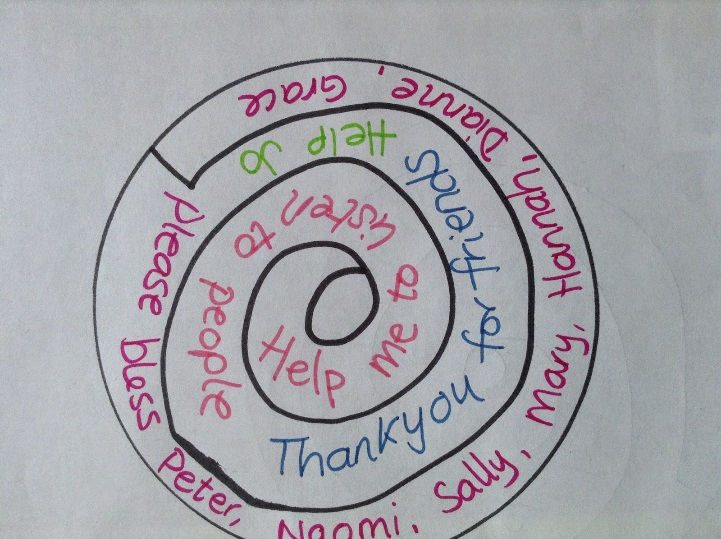 Help me to
listen to people
Thankyou for friends
Help Jo
Please bless Peter, Naomi, Sally, Mary, Hannah, Dianne, Grace